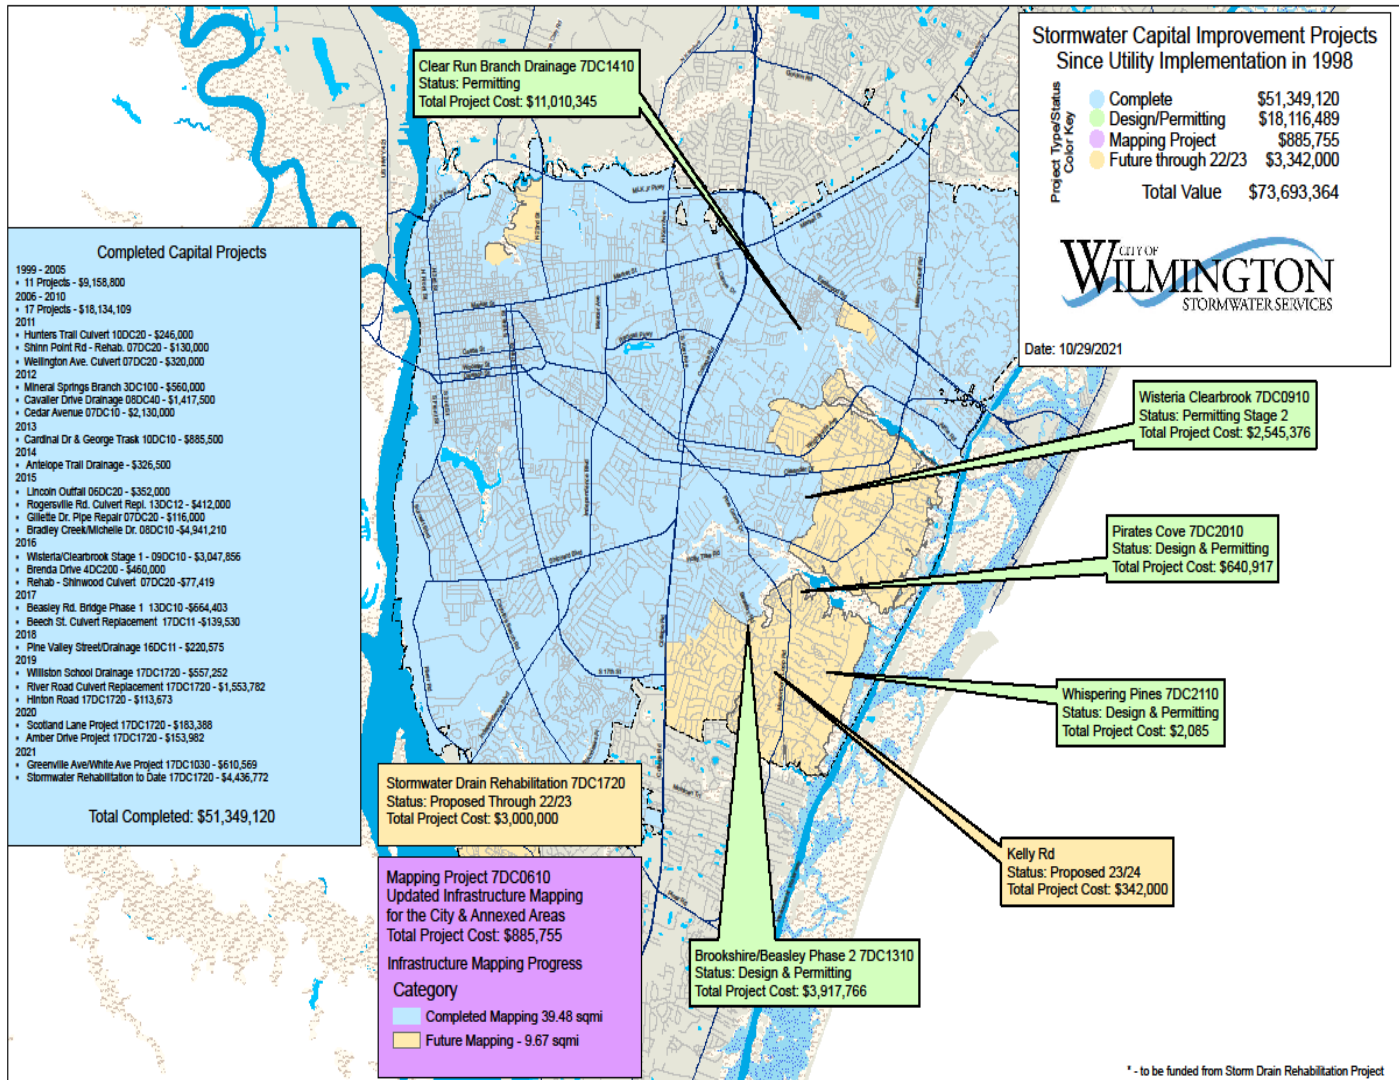 Clear Run Branch Drainage 7DC1410
Status: Permitting
Total Project Cost: $11,010,345
Stormwater Capital Improvement Projects
Since Utility Implementation in 1998
Project Type/Status
Color Key
Complete $51,349,120
Design/Permitting $18,116,489
Mapping Project $885,755
Future through 22/23 $3,342,000
Total Value $73,693,364
CITY OF
WILMINGTON
STORMWATER SERVICES
Date: 10/29/2021
Completed Capital Projects
1999 - 2005
* 11 Projects - $9,158,800
2006 - 2010
* 17 Projects - $18,134,109
2011
* Hunters Trail Culvert 10DC20 - $246,000
* Shinn Point Rd - Rehab. 07DC20 - $130,000
* Wellington Ave. Culvert 07DC20 - $320,000
2012
* Mineral Springs Branch 3DC100 - $560,000
* Cavalier Drive Drainage 08DC40 - $1,417,500
* Cedar Avenue 07DC10 - $2,130,000
2013
* Cardinal Dr & George Trask 10DC10 - $885,500
2014
* Antelope Trail Drainage - $326,500
2015
* Lincoln Outfall 06DC20 - $352,000
* Rogersville Rd. Culvert Repl. 13DC12 - $412,000
* Gillette Dr. Pipe Repair 07DC20 - $116,000
* Bradley Creek/Michelle Dr. 08DC10 -$4,941,210
2016
* Wisteria/Clearbrook Stage 1 - 09DC10 - $3,047,856
* Brenda Drive 4DC200 - $460,000
* Rehab - Shinwood Culvert 07DC20 -$77,419
2017
* Beasley Rd. Bridge Phase 1 13DC10 -$664,403
* Beech St. Culvert Replacement 17DC11 -$139,530
2018
* Pine Valley Street/Drainage 16DC11 - $220,575
2019
* Williston School Drainage 17DC1720 - $557,252
* River Road Culvert Replacement 17DC1720 - $1,553,782
* Hinton Road 17DC1720 - $113,673
2020
* Scotland Lane Project 17DC1720 - $183,388
* Amber Drive Project 17DC1720 - $153,982
2021
* Greenville Ave/White Ave Project 17DC1030 - $610,569
* Stormwater Rehabilitation to Date 17DC1720 - $4,436,772
Total Completed: $51,349,120
Wisteria Clearbrook 7DC0910
Status: Permitting Stage 2
Total Project Cost: $2,545,376
Pirates Cove 7DC2010
Status: Design & Permitting
Total Project Cost: $640,917
Whispering Pines 7DC2110
Status: Design & Permitting
Total Project Cost: $2,085
Stormwater Drain Rehabilitation 7DC1720
Status: Proposed Through 22/23
Total Project Cost: $3,000,000
Kelly Rd
Status: Proposed 23/24
Total Project Cost: $342,000
Mapping Project 7DC0610
Updated Infrastructure Mapping
for the City & Annexed Areas
Total Project Cost: $885,755
Infrastructure Mapping Progress
Category
Completed Mapping 39.48 sqmi
Future Mapping - 9.67 sqmi
Brookshire/Beasley Phase 2 7DC1310
Status: Design & Permitting
Total Project Cost: $3,917,766
* - to be funded from Storm Drain Rehabilitation Project
MLK Jr Pkwy
Market St
Shipyard Blvd
Independence Blvd
S 17th St
College Rd
River Rd